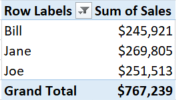 Row Labels Sum of Sales
Bill $245,921
Jane $269,805
Joe $251,513
Grand Total $767,239